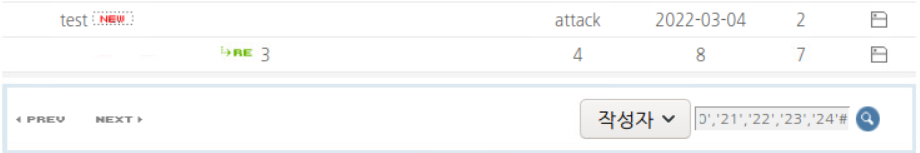 test NEW attack 2022-03-04 2
RE 3 4 8 7
PREV NEXT 작성자 0','21','22','23','24'#